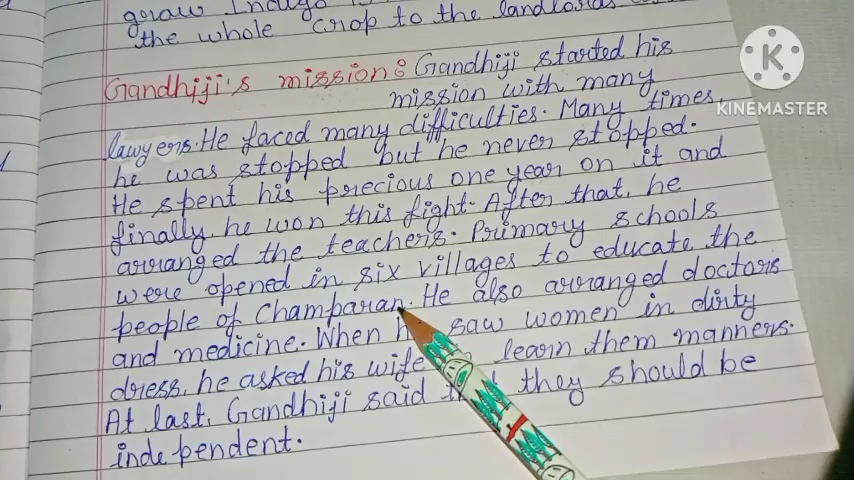 grow Indigo
the whole crop to the landlords
Gandhiji's mission: Gandhiji started his
mission with many
lawyers. He faced many difficulties. Many times,
he was stopped but he never stopped.
He spent his precious one year on it and
finally, he won this fight. After that, he
arranged the teachers. Primary schools
were opened in six villages to educate the
people of Champaran. He also arranged doctors
and medicine. When saw women in dirty
dress, he asked his wife learn them manners.
At last, Gandhiji said they should be
independent.
KINEMASTER